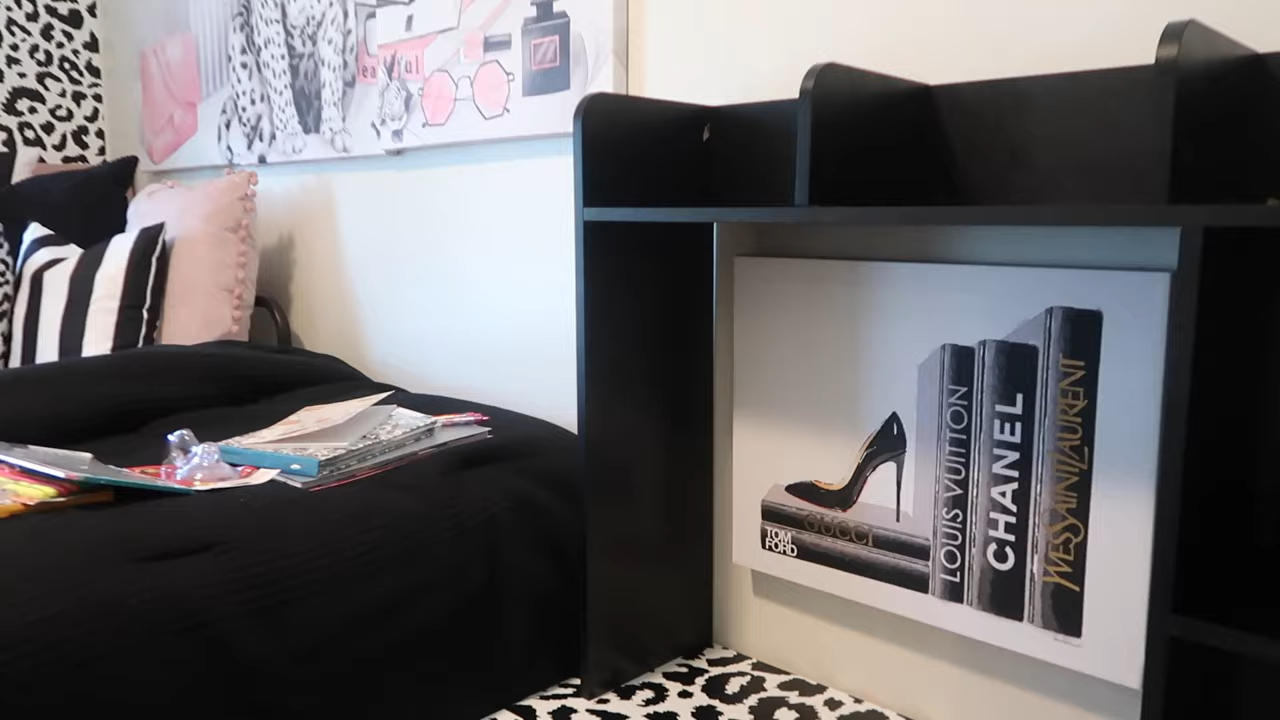 GUCCI
TOM
FORD
LOUIS VUITTON
CHANEL
YVESSAINTLAURENT